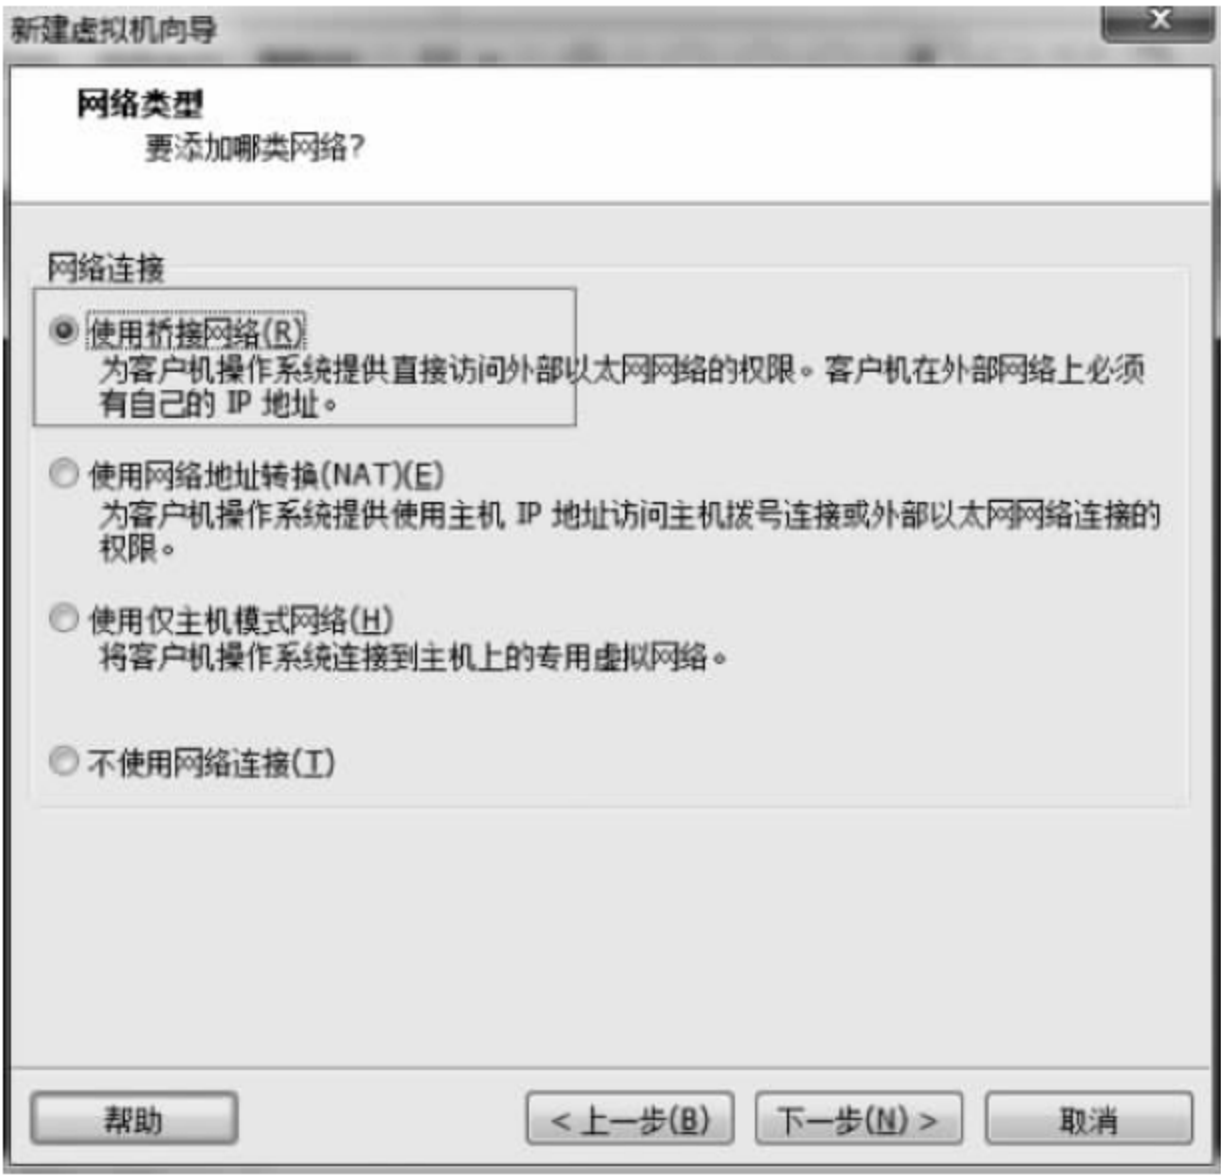 新建虚拟机向导
X
网络类型
要添加哪类网络?
网络连接
使用桥接网络(R)
为客户机操作系统提供直接访问外部以太网网络的权限。客户机在外部网络上必须
有自己的 IP 地址。
使用网络地址转换(NAT)(E)
为客户机操作系统提供使用主机 IP 地址访问主机拨号连接或外部以太网网络连接的
权限。
使用仅主机模式网络(H)
将客户机操作系统连接到主机上的专用虚拟网络。
不使用网络连接(T)
帮助
< 上一步(B)
下一步(N) >
取消